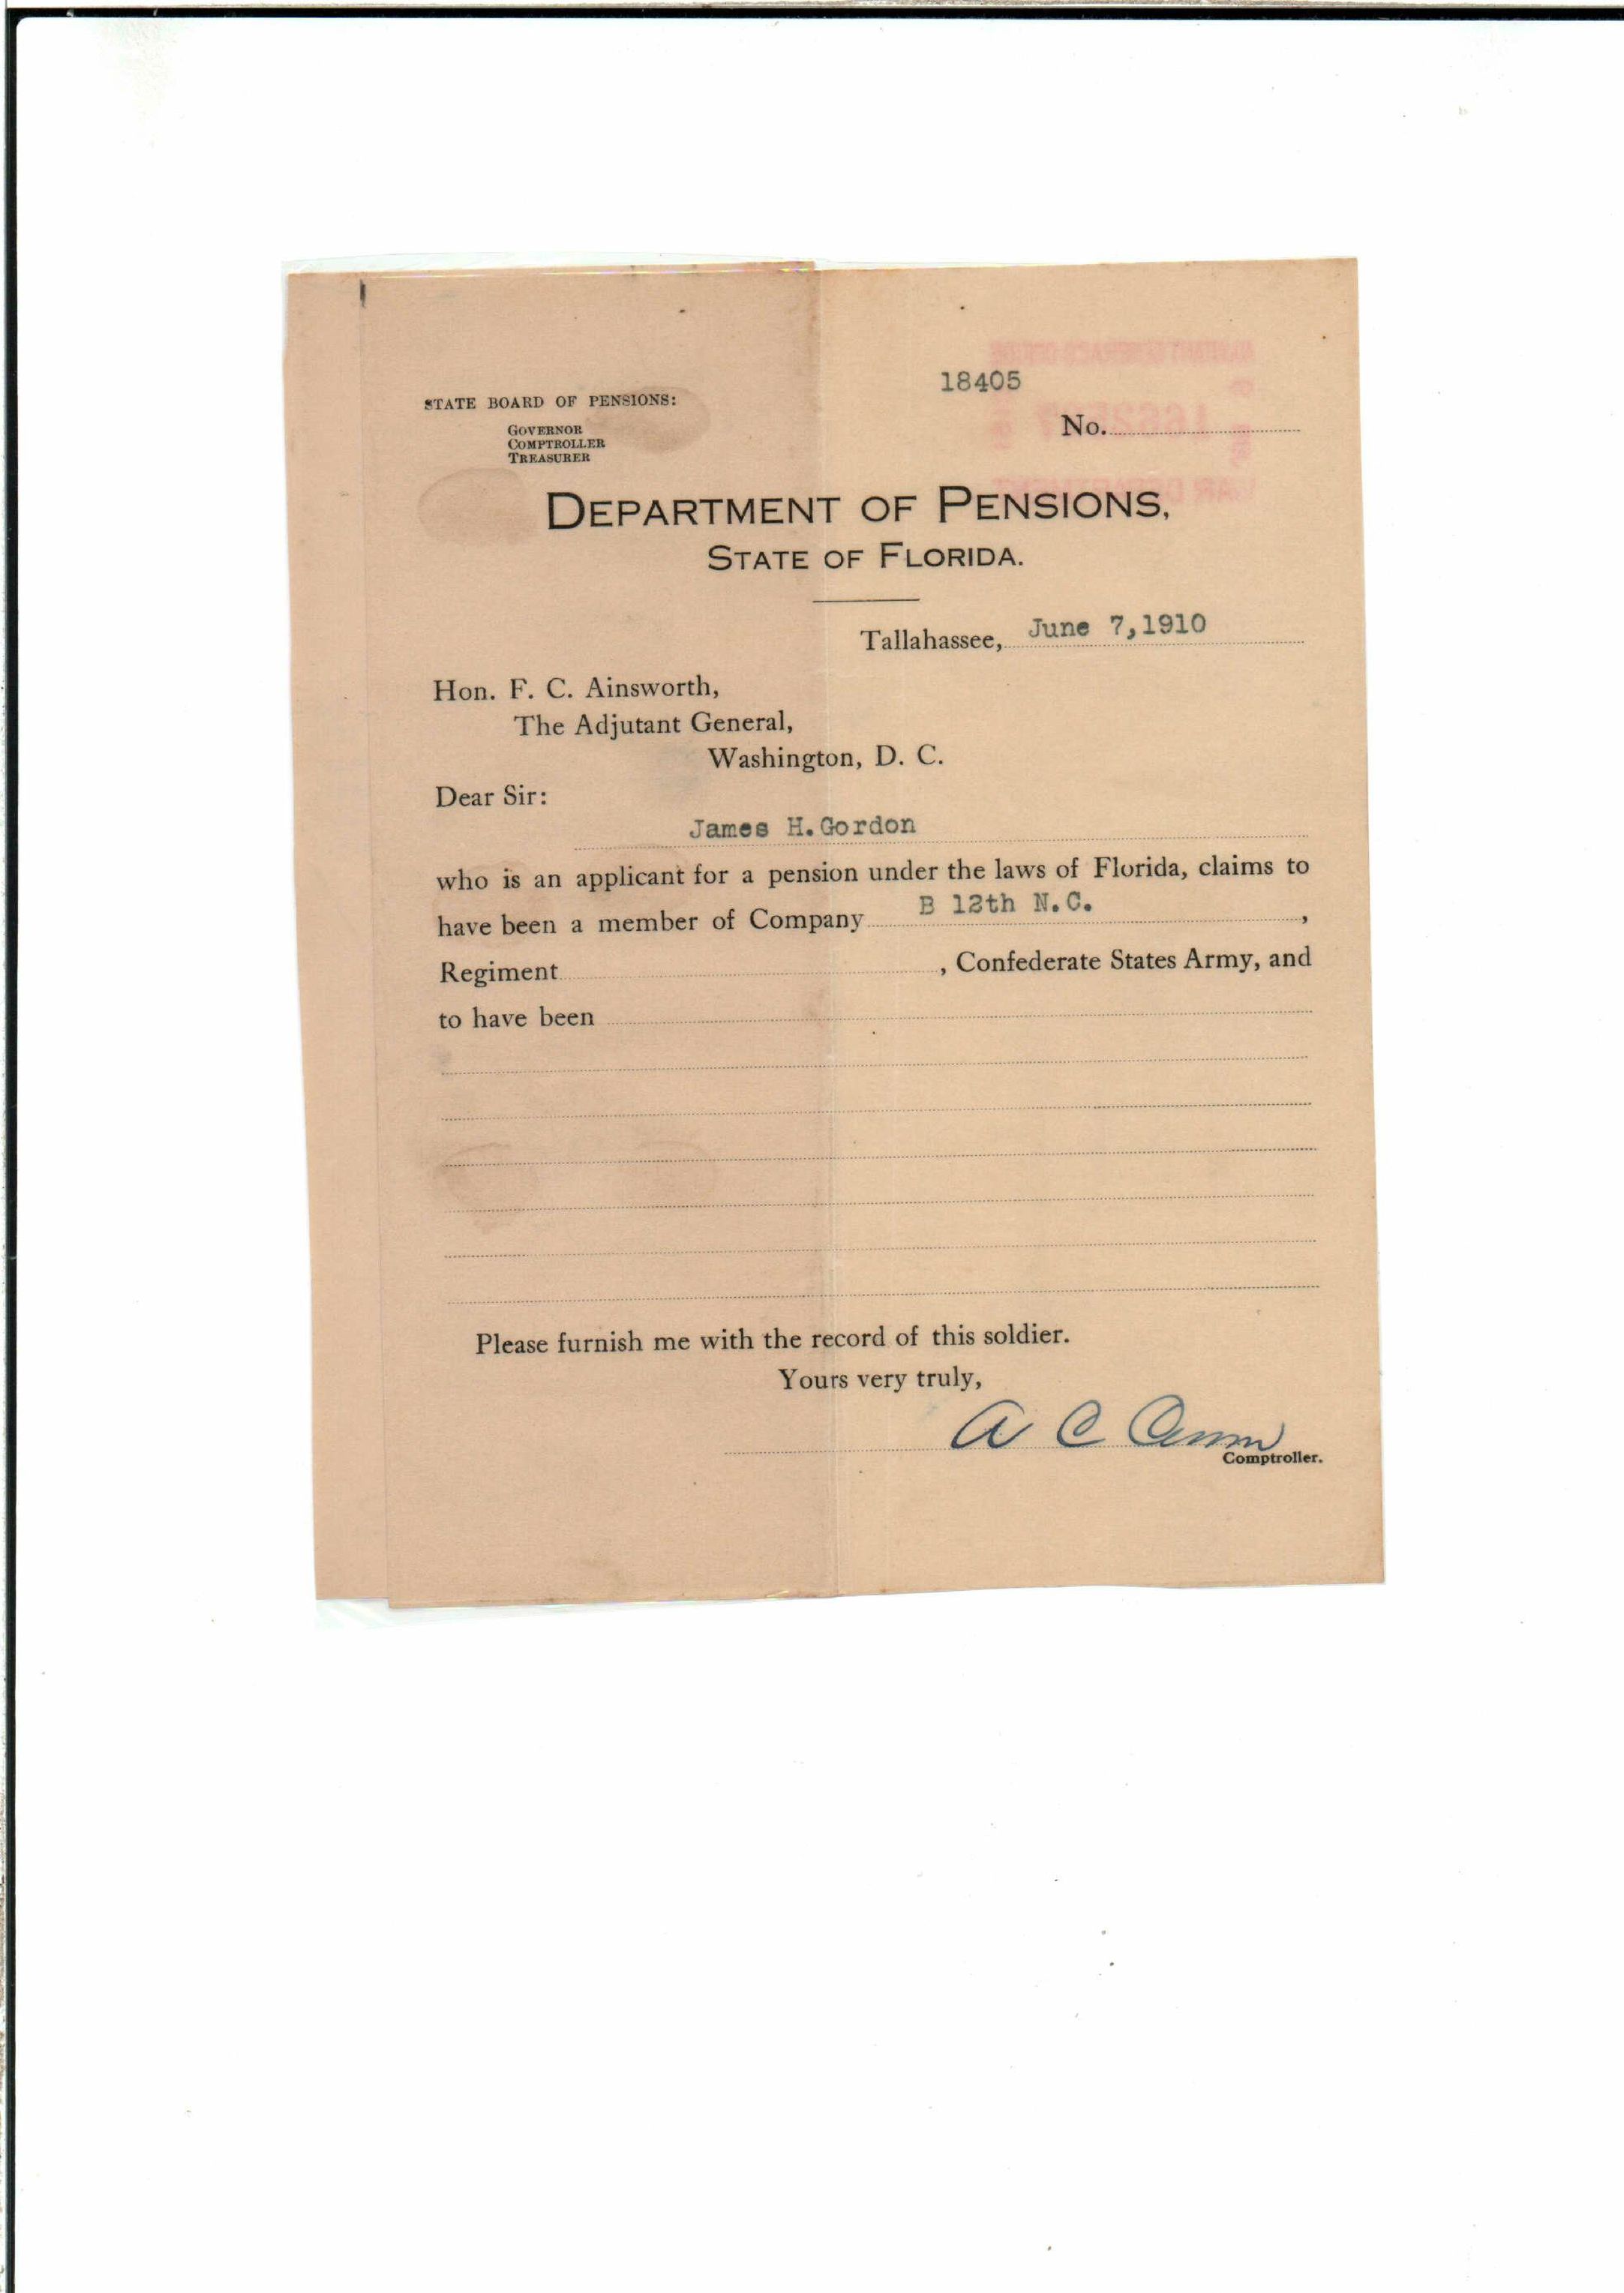 18405
STATE BOARD OF PENSIONS:
GOVERNOR
COMPTROLLER
TREASURER
No.
DEPARTMENT OF PENSIONS,
STATE OF FLORIDA.
Tallahassee, June 7,1910
Hon. F. C. Ainsworth,
The Adjutant General,
Washington, D. C.
Dear Sir:
James H.Gordon
who is an applicant for a pension under the laws of Florida, claims to
have been a member of Company B 12th N.C. ,
Regiment , Confederate States Army, and
to have been
Please furnish me with the record of this soldier.
Yours very truly,
A C
Comptroller.